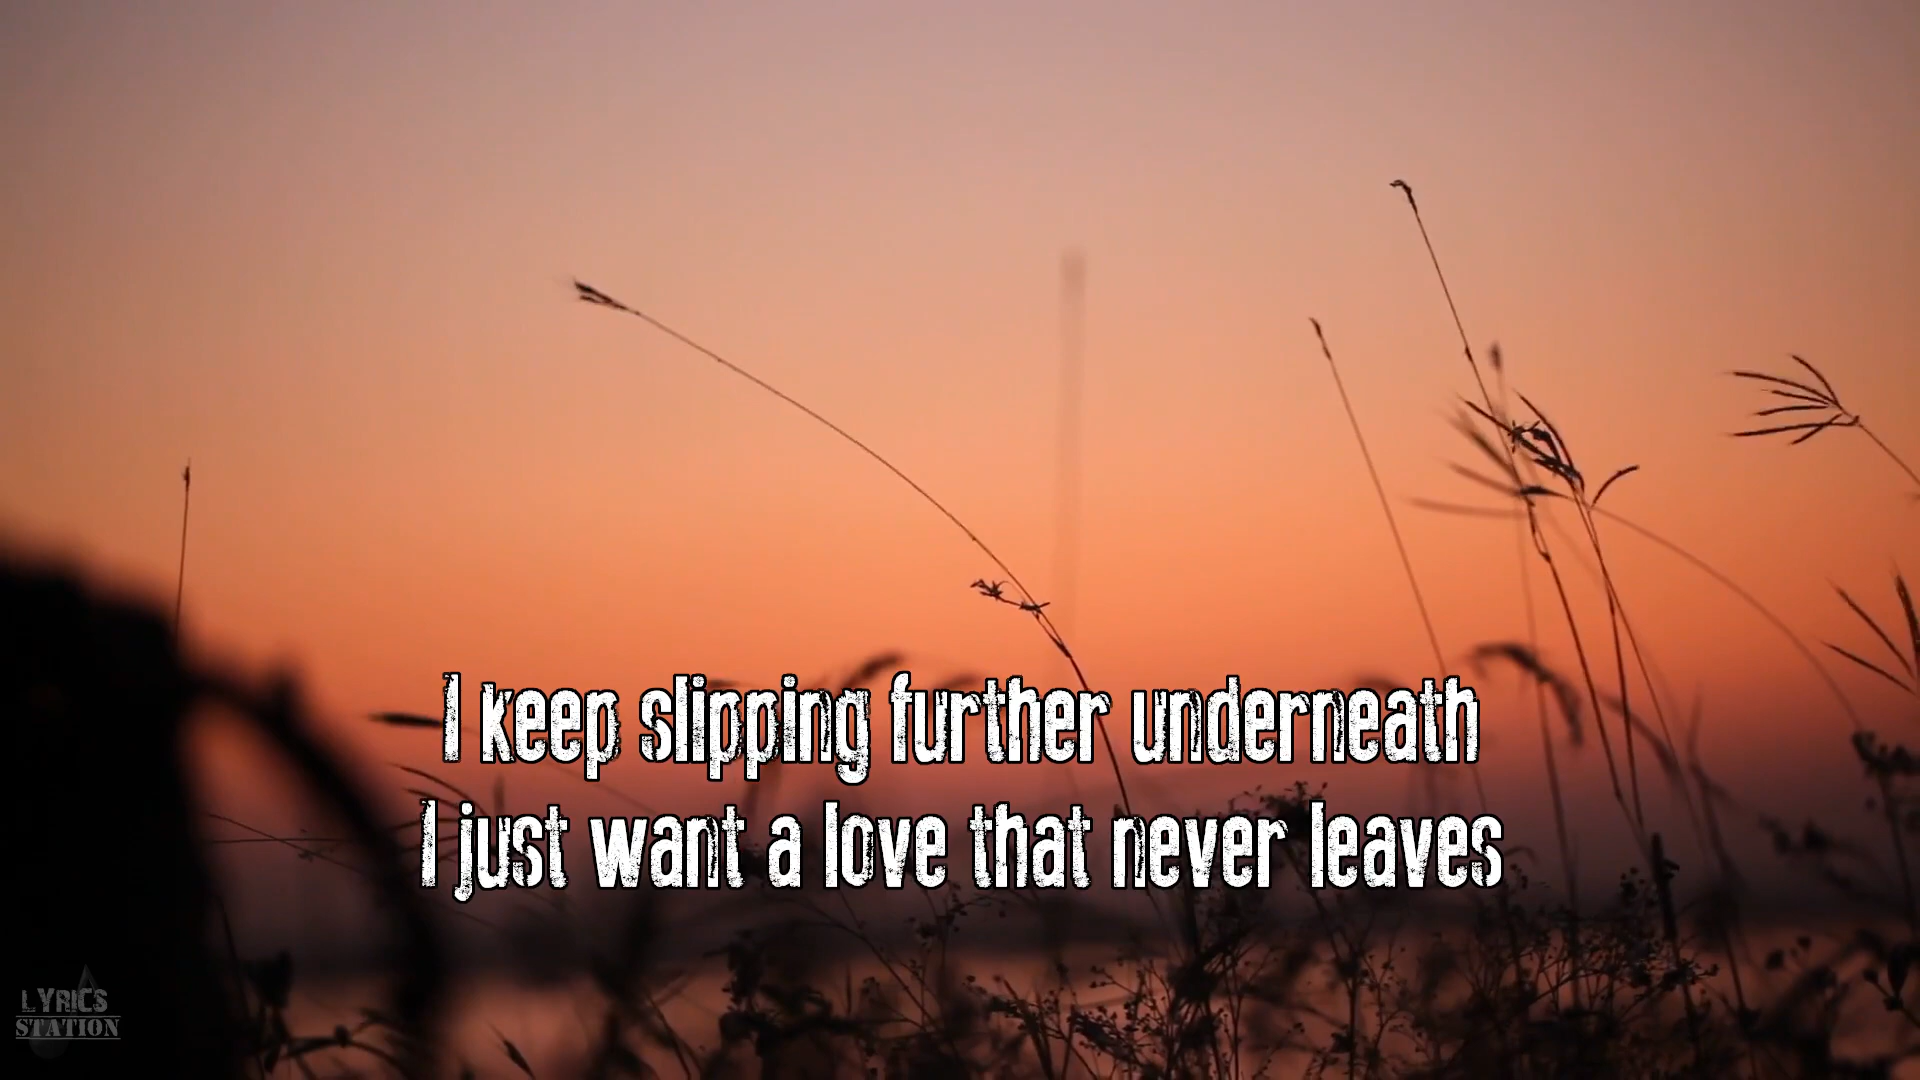 I keep slipping further underneath
I just want a love that never leaves
LYRICS
STATION